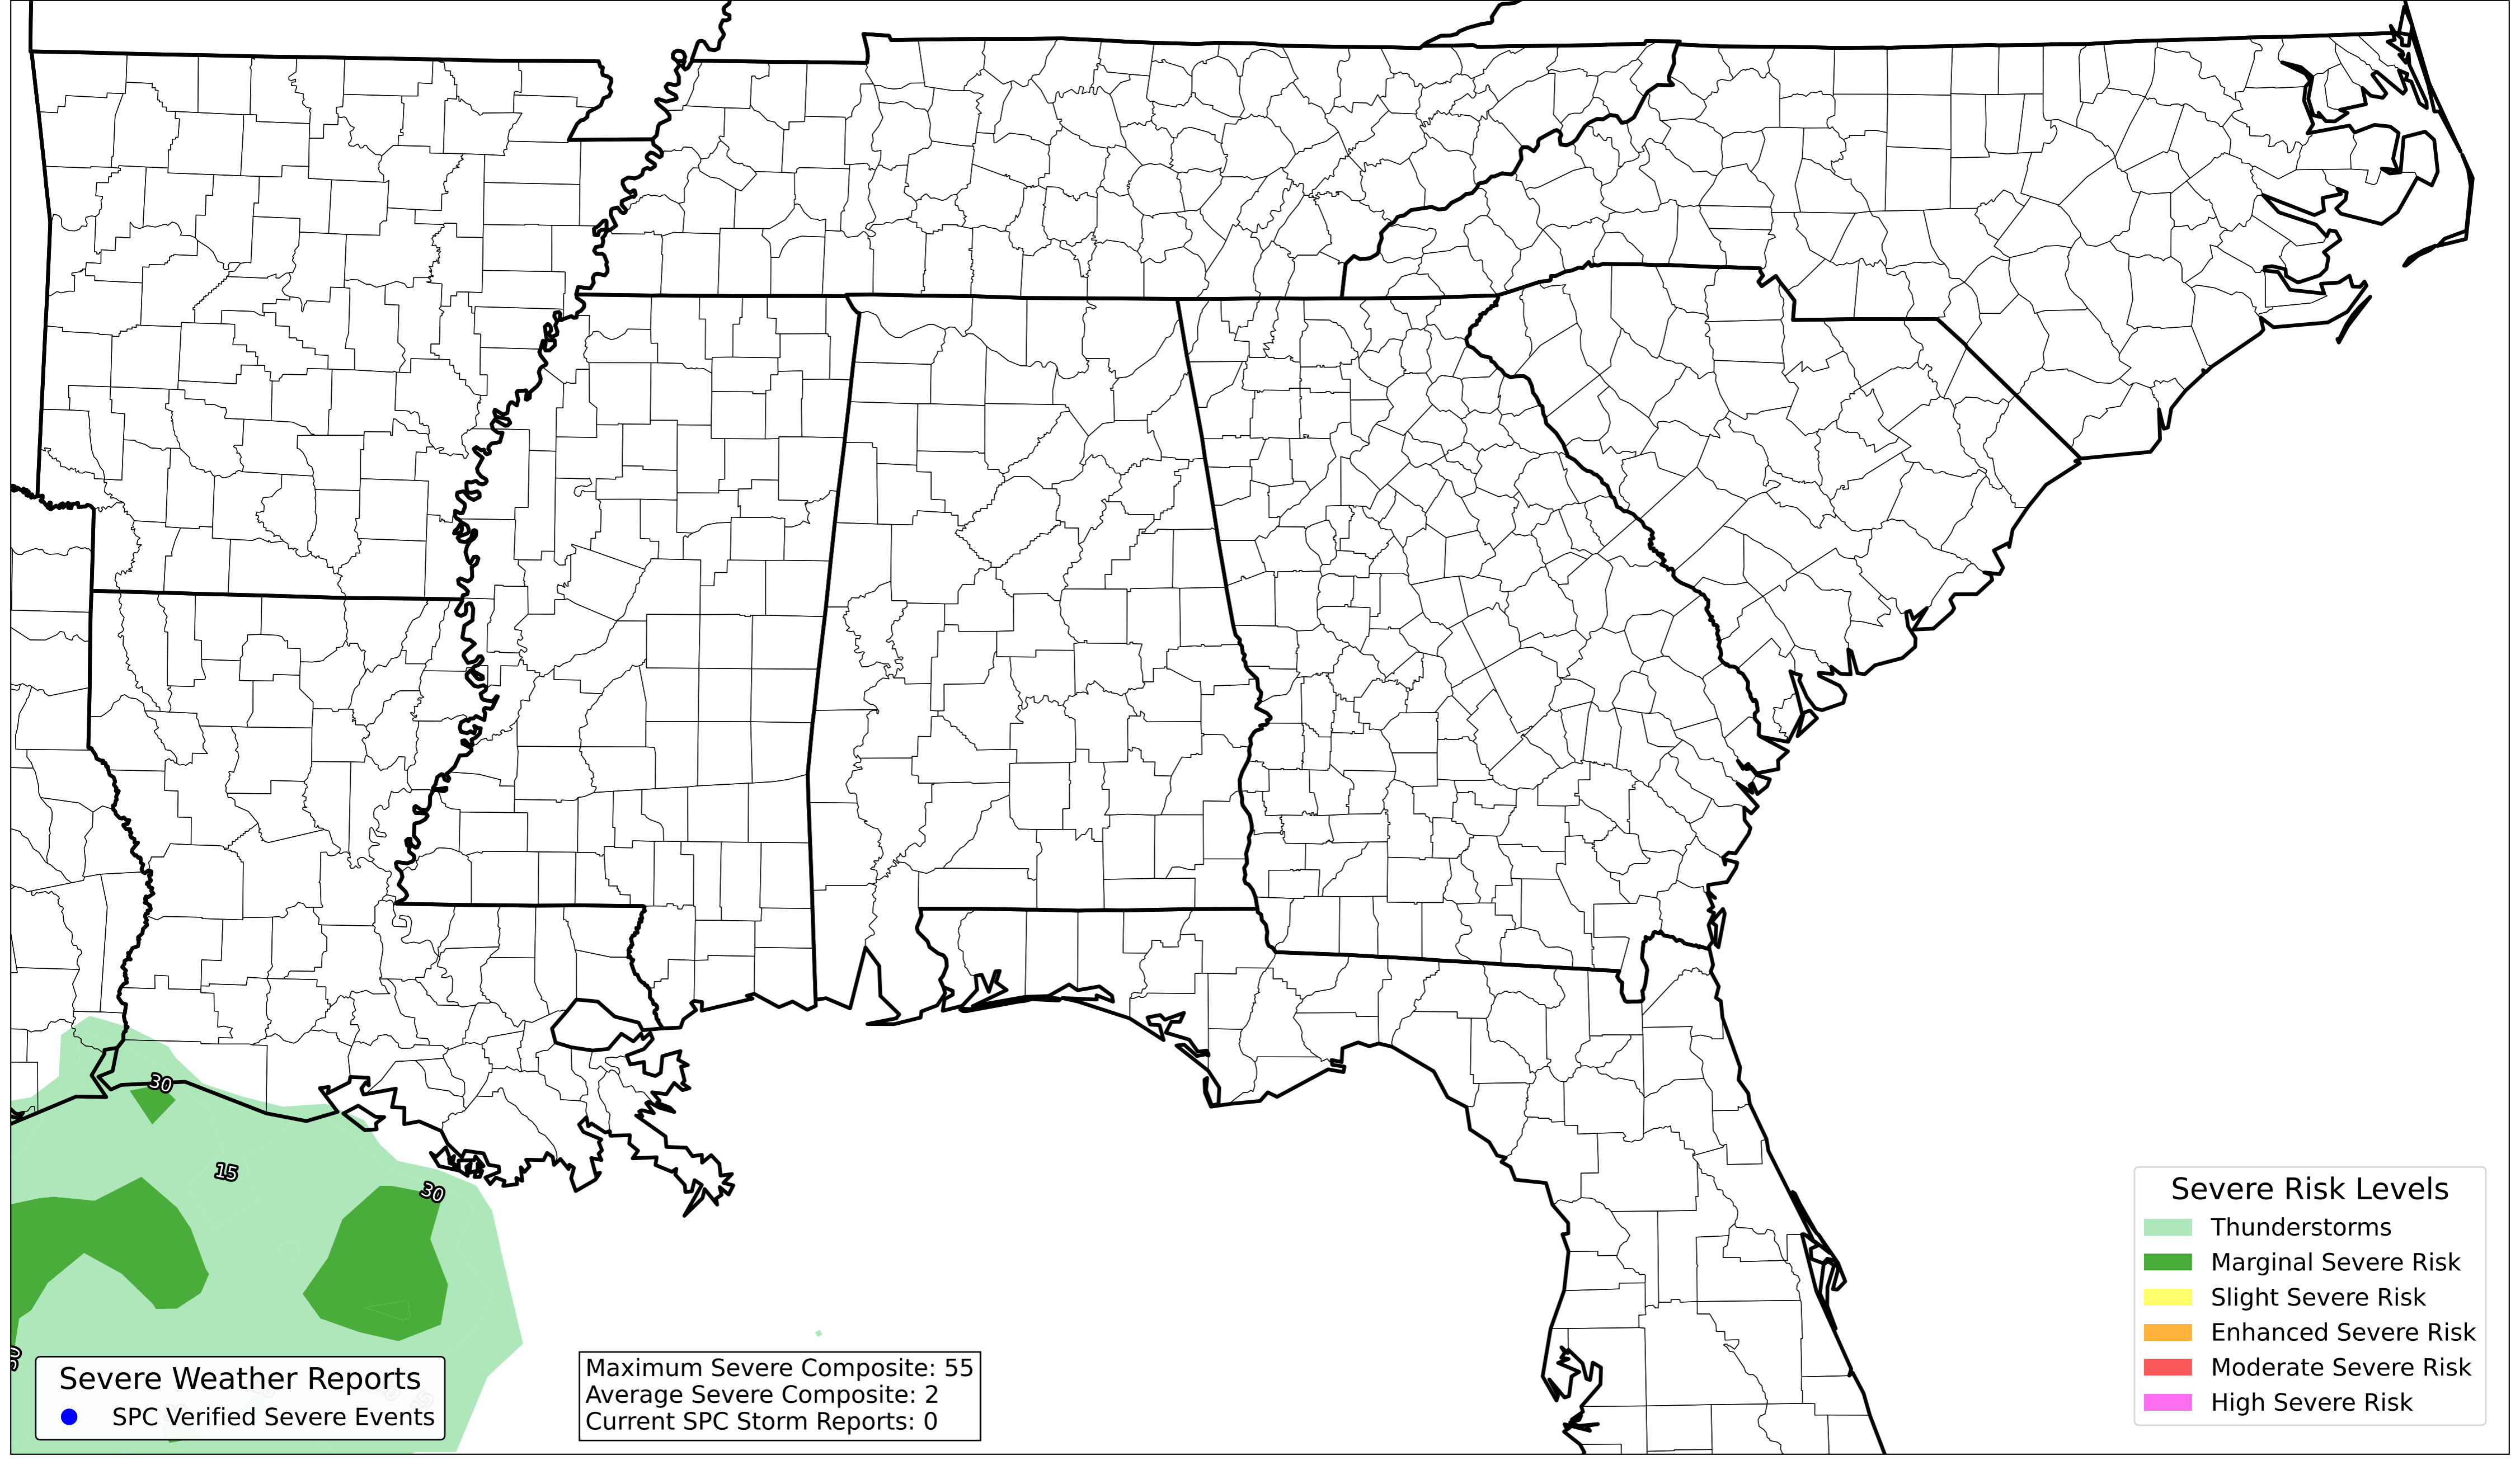 30
15
30
30
Severe Weather Reports
SPC Verified Severe Events
Maximum Severe Composite: 55
Average Severe Composite: 2
Current SPC Storm Reports: 0
Severe Risk Levels
Thunderstorms
Marginal Severe Risk
Slight Severe Risk
Enhanced Severe Risk
Moderate Severe Risk
High Severe Risk